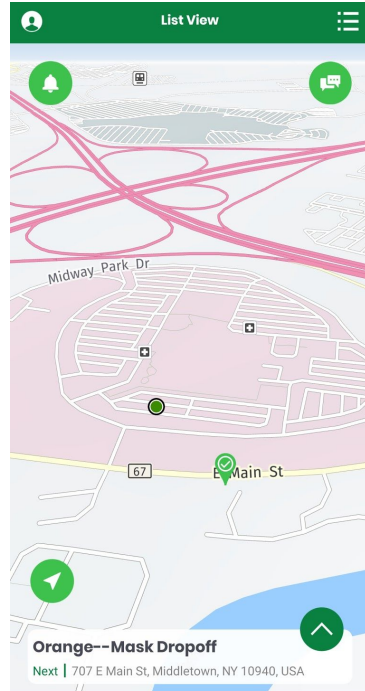 List View
Midway Park Dr
67
E Main St
Orange--Mask Dropoff
Next | 707 E Main St, Middletown, NY 10940, USA